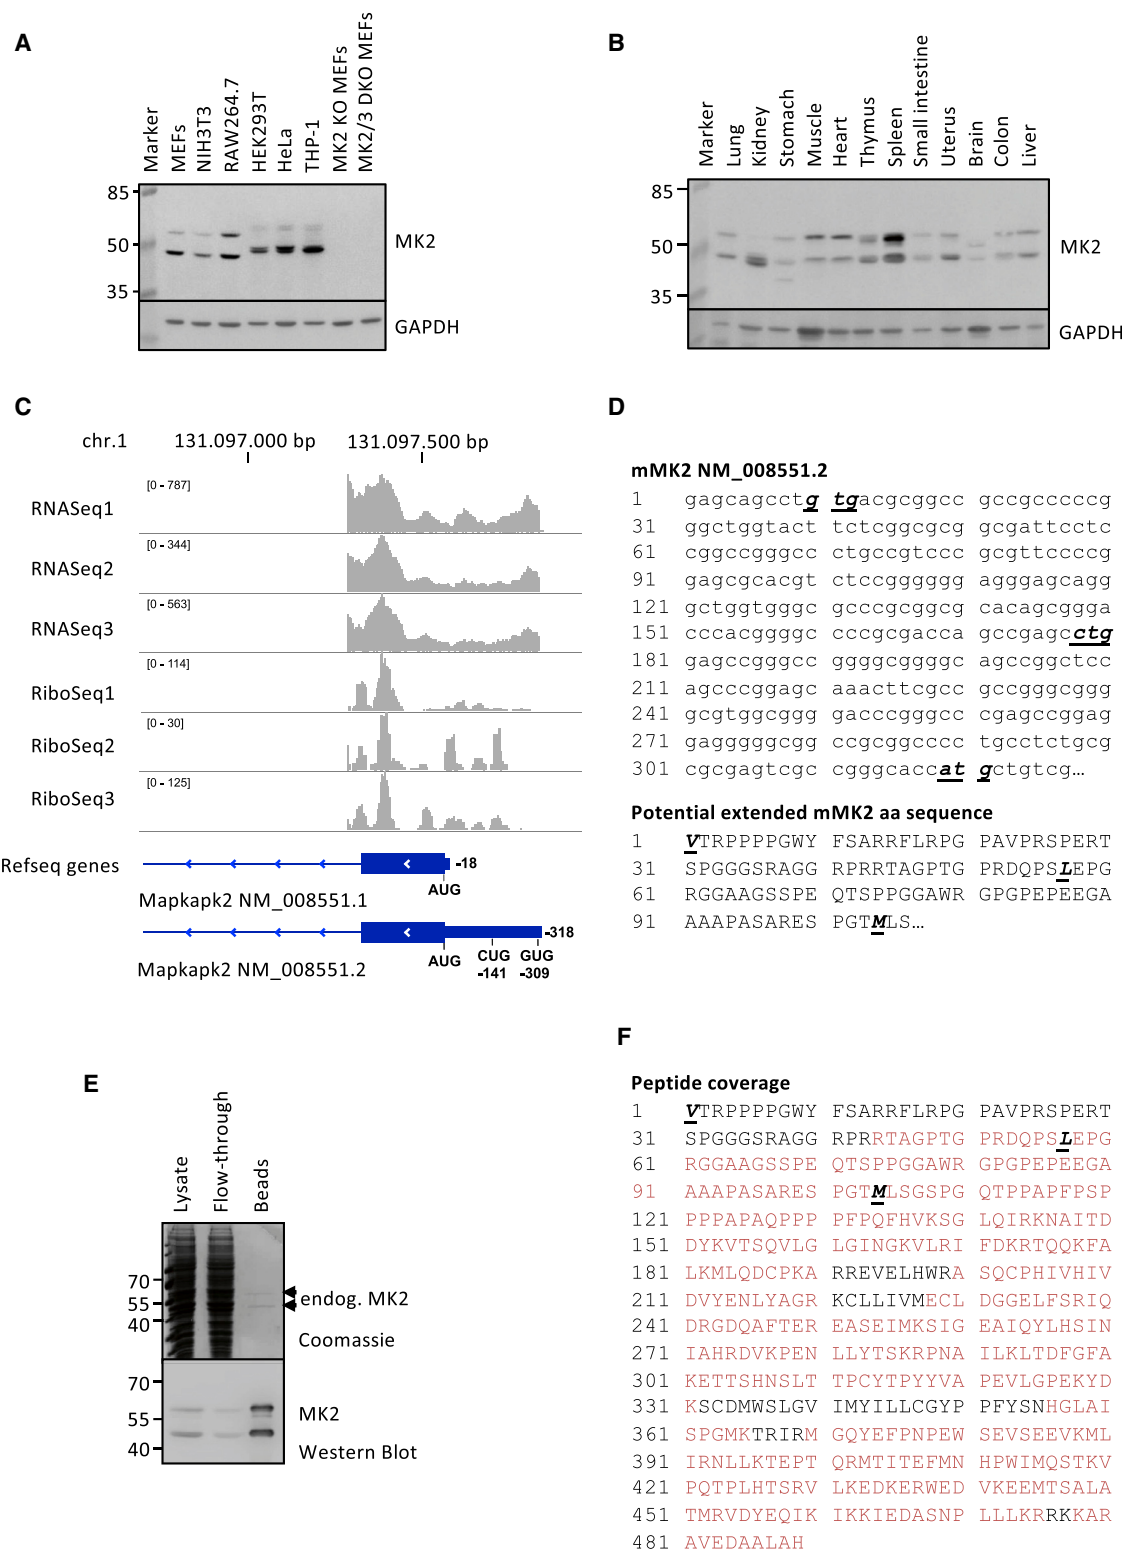 A
Marker
MEFs
NIH3T3
RAW264.7
HEK293T
HeLa
THP-1
MK2 KO MEFs
MK2/3 DKO MEFs
85
50
35
MK2
GAPDH
B
Marker
Lung
Kidney
Stomach
Muscle
Heart
Thymus
Spleen
Small intestine
Uterus
Brain
Colon
Liver
85
50
35
MK2
GAPDH
C
chr.1 131.097.000 bp 131.097.500 bp
RNASeq1 [0 - 787]
RNASeq2 [0 - 344]
RNASeq3 [0 - 563]
RiboSeq1 [0 - 114]
RiboSeq2 [0 - 30]
RiboSeq3 [0 - 125]
Refseq genes -18
AUG
Mapkapk2 NM_008551.1
-318
AUG CUG GUG
-141 -309
Mapkapk2 NM_008551.2
D
mMK2 NM_008551.2
1 gagcagcctg tgacgcggcc gccgcccccg
31 ggctggtact tctcggcgcg gcgattcctc
61 cggccgggcc ctgccgtccc gcgttccccg
91 gagcgcacgt ctccgggggg agggagcagg
121 gctggtgggc gcccgcggcg cacagcggga
151 cccacggggc cccgcgacca gccgagcctg
181 gagccgggcc ggggcggggc agccggctcc
211 agcccggagc aaacttcgcc gccgggcggg
241 gcgtggcggg gacccgggcc cgagccggag
271 gagggggcgg ccgcggcccc tgcctctgcg
301 cgcgagtcgc cgggcaccat gctgtcg...
Potential extended mMK2 aa sequence
1 VTRPPPPGWY FSARRFLRPG PAVPRSPERT
31 SPGGGSRAGG RPRRTAGPTG PRDQPSLEPG
61 RGGAAGSSPE QTSPPGGAWR GPGPEPEEGA
91 AAAPASARES PGTMLS...
E
Lysate
Flow-through
Beads
70
55
40
endog. MK2
Coomassie
70
55
40
MK2
Western Blot
F
Peptide coverage
1 VTRPPPPGWY FSARRFLRPG PAVPRSPERT
31 SPGGGSRAGG RPRRTAGPTG PRDQPSLEPG
61 RGGAAGSSPE QTSPPGGAWR GPGPEPEEGA
91 AAAPASARES PGTMLSGSPG QTPPAPFPSP
121 PPPAPAQPPP PFPQFHVKSG LQIRKNAITD
151 DYKVTSQVLG LGINGKVLRI FDKRTQQKFA
181 LKMLQDCPKA RREVELHWRA SQCPHIVHIV
211 DVYENLYAGR KCLLIVMECL DGGELFSRIQ
241 DRGDQAFTER EASEIMKSIG EAIQYLHSIN
271 IAHRDVKPEN LLYTSKRPNA ILKLTDFGFA
301 KETTSHNSLT TPCYTPYYVA PEVLGPEKYD
331 KSCDMWSLGV IMYILLCGYP PFYSNHGLAI
361 SPGMKTRIRM GQYEFPNPEW SEVSEEVKML
391 IRNLLKTEPT QRMTITEFMN HPWIMQSTKV
421 PQTPLHTSRV LKEDKERWED VKEEMTSALA
451 TMRVDYEQIK IKKIEDASNP LLLKRRKKAR
481 AVEDAALAH